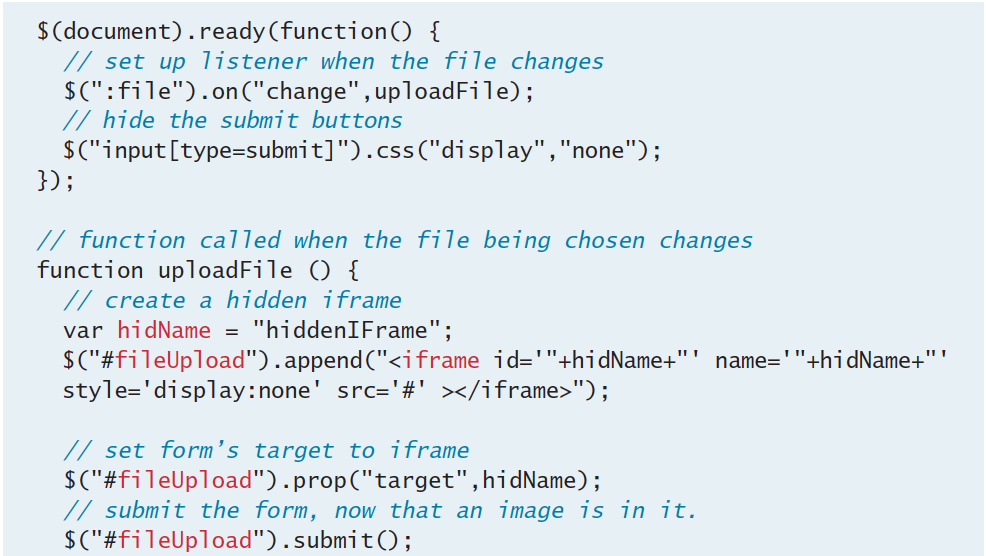 $(document).ready(function() {
// set up listener when the file changes
$(":file").on("change",uploadFile);
// hide the submit buttons
$("input[type=submit]").css("display","none");
});
// function called when the file being chosen changes
function uploadFile () {
// create a hidden iframe
var hidName = "hiddenIFrame";
$("#fileUpload").append("<iframe id='"+hidName+"' name='"+hidName+"'
style='display:none' src='#' ></iframe>");
// set form’s target to iframe
$("#fileUpload").prop("target",hidName);
// submit the form, now that an image is in it.
$("#fileUpload").submit();